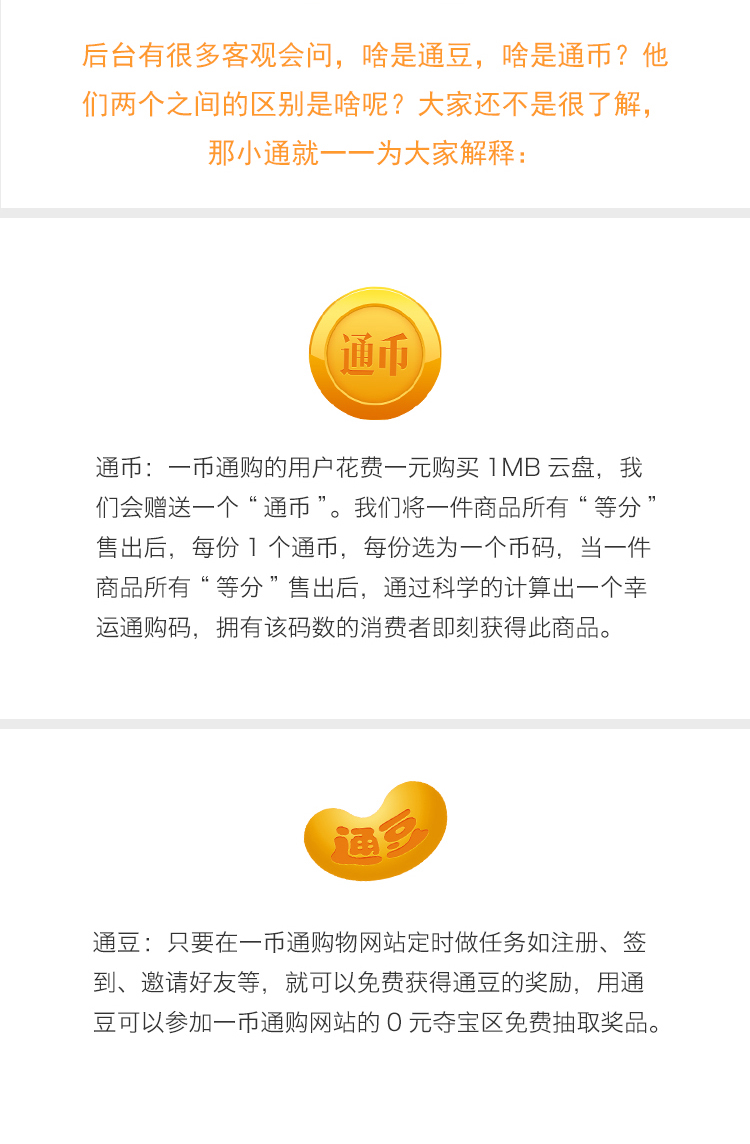 后台有很多客观会问，啥是通豆，啥是通币？他
们两个之间的区别是啥呢？大家还不是很了解，
那小通就一一为大家解释：
通币
通币：一币通购的用户花费一元购买 1MB 云盘，我
们会赠送一个“通币”。我们将一件商品所有“等分”
售出后，每份 1 个通币，每份选为一个币码，当一件
商品所有“等分”售出后，通过科学的计算出一个幸
运通购码，拥有该码数的消费者即刻获得此商品。
通豆
通豆：只要在一币通购物网站定时做任务如注册、签
到、邀请好友等，就可以免费获得通豆的奖励，用通
豆可以参加一币通购网站的 0 元夺宝区免费抽取奖品。